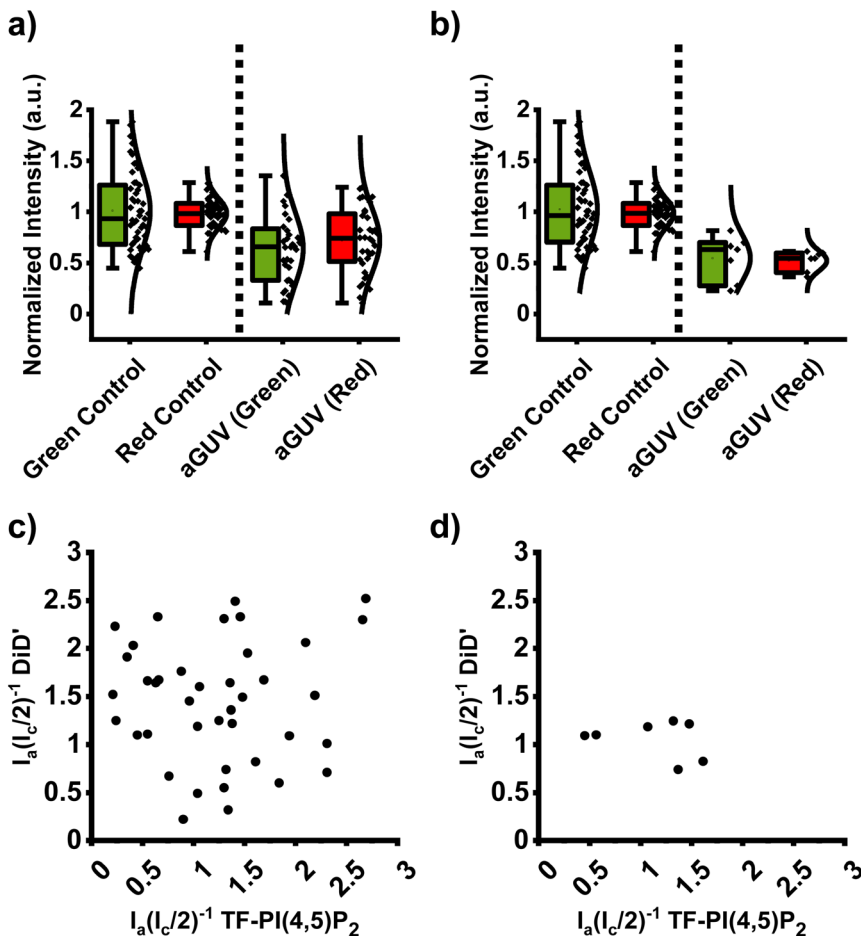 a)
Normalized Intensity (a.u.)
2
1.5
1
0.5
0
Green Control
Red Control
aGUV (Green)
aGUV (Red)
b)
Normalized Intensity (a.u.)
2
1.5
1
0.5
0
Green Control
Red Control
aGUV (Green)
aGUV (Red)
c)
Iₐ(I_c/2)⁻¹ DiD'
3
2.5
2
1.5
1
0.5
0
0
0.5
1
1.5
2
2.5
3
Iₐ(I_c/2)⁻¹ TF-PI(4,5)P₂
d)
Iₐ(I_c/2)⁻¹ DiD'
3
2.5
2
1.5
1
0.5
0
0
0.5
1
1.5
2
2.5
3
Iₐ(I_c/2)⁻¹ TF-PI(4,5)P₂